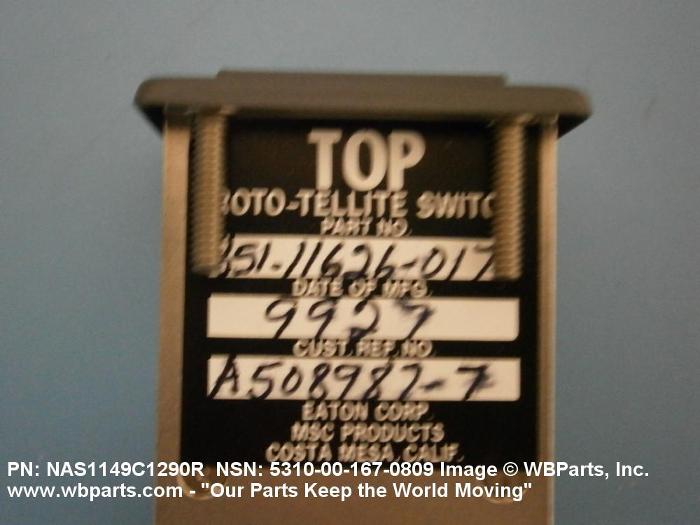 TOP
ROTO-TELLITE SWITC
PART NO.
51-11626-017
DATE OF MFG.
9927
CUST. REF. NO.
A508987-7
EATON CORP.
MSC PRODUCTS
COSTA MESA, CALIF.
PN: NAS1149C1290R NSN: 5310-00-167-0809 Image © WBParts, Inc.
www.wbparts.com - "Our Parts Keep the World Moving"